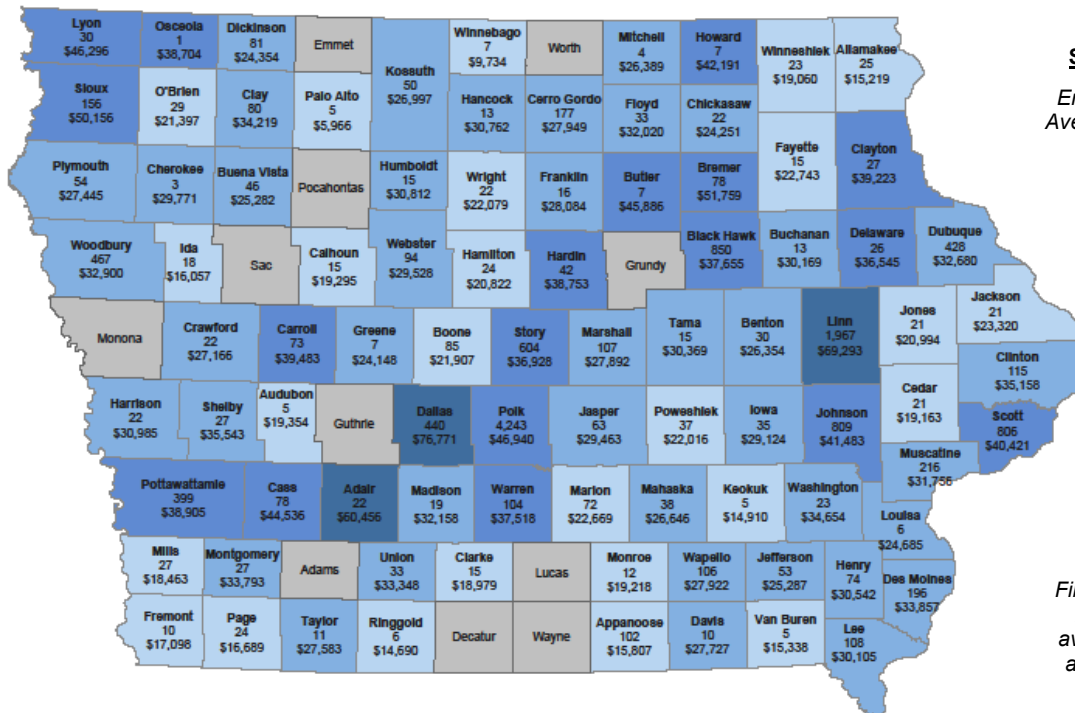 Lyon
30
$46,296
Osceola
1
$38,704
Dickinson
81
$24,354
Emmet
Kossuth
50
$26,997
Winnebago
7
$9,734
Worth
Mitchell
4
$26,389
Howard
7
$42,191
Winneshiek
23
$19,060
Allamakee
25
$15,219
Sioux
156
$50,156
O'Brien
29
$21,397
Clay
80
$34,219
Palo Alto
5
$5,966
Hancock
13
$30,762
Cerro Gordo
177
$27,949
Floyd
33
$32,020
Chickasaw
22
$24,251
Fayette
15
$22,743
Clayton
27
$39,223
Plymouth
54
$27,445
Cherokee
3
$29,771
Buena Vista
46
$25,282
Pocahontas
Humboldt
15
$30,812
Wright
22
$22,079
Franklin
16
$28,084
Butler
7
$45,886
Bremer
78
$51,759
Woodbury
467
$32,900
Ida
18
$16,057
Sac
Calhoun
15
$19,295
Webster
94
$29,528
Hamilton
24
$20,822
Hardin
42
$38,753
Grundy
Black Hawk
850
$37,655
Buchanan
13
$30,169
Delaware
26
$36,545
Dubuque
428
$32,680
Monona
Crawford
22
$27,166
Carroll
73
$39,483
Greene
7
$24,148
Boone
85
$21,907
Story
604
$36,928
Marshall
107
$27,892
Tama
15
$30,369
Benton
30
$26,354
Linn
1,967
$69,293
Jones
21
$20,994
Jackson
21
$23,320
Clinton
115
$35,158
Cedar
21
$19,163
Scott
806
$40,421
Harrison
22
$30,985
Shelby
27
$35,543
Audubon
5
$19,354
Guthrie
Dallas
440
$76,771
Polk
4,243
$46,940
Jasper
63
$29,463
Poweshiek
37
$22,016
Iowa
35
$29,124
Johnson
809
$41,483
Muscatine
216
$31,756
Pottawattamie
399
$38,905
Cass
78
$44,536
Adair
22
$60,456
Madison
19
$32,158
Warren
104
$37,518
Marion
72
$22,669
Mahaska
38
$26,646
Keokuk
5
$14,910
Washington
23
$34,654
Louisa
6
$24,685
Mills
27
$18,463
Montgomery
27
$33,793
Adams
Union
33
$33,348
Clarke
15
$18,979
Lucas
Monroe
12
$19,218
Wapello
106
$27,922
Jefferson
53
$25,287
Henry
74
$30,542
Des Moines
196
$33,857
Fremont
10
$17,098
Page
24
$16,689
Taylor
11
$27,583
Ringgold
6
$14,690
Decatur
Wayne
Appanoose
102
$15,807
Davis
10
$27,727
Van Buren
5
$15,338
Lee
108
$30,105
S
En
Ave
Fin
av
a